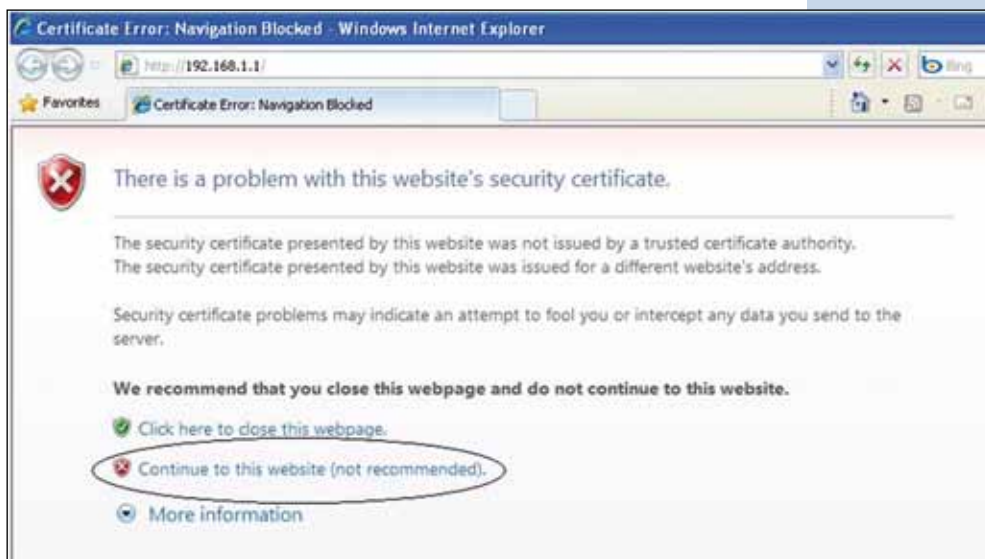 Certificate Error: Navigation Blocked - Windows Internet Explorer
http://192.168.1.1/
Bing
Favorites
Certificate Error: Navigation Blocked
There is a problem with this website's security certificate.
The security certificate presented by this website was not issued by a trusted certificate authority.
The security certificate presented by this website was issued for a different website's address.
Security certificate problems may indicate an attempt to fool you or intercept any data you send to the
server.
We recommend that you close this webpage and do not continue to this website.
Click here to close this webpage.
Continue to this website (not recommended).
More information